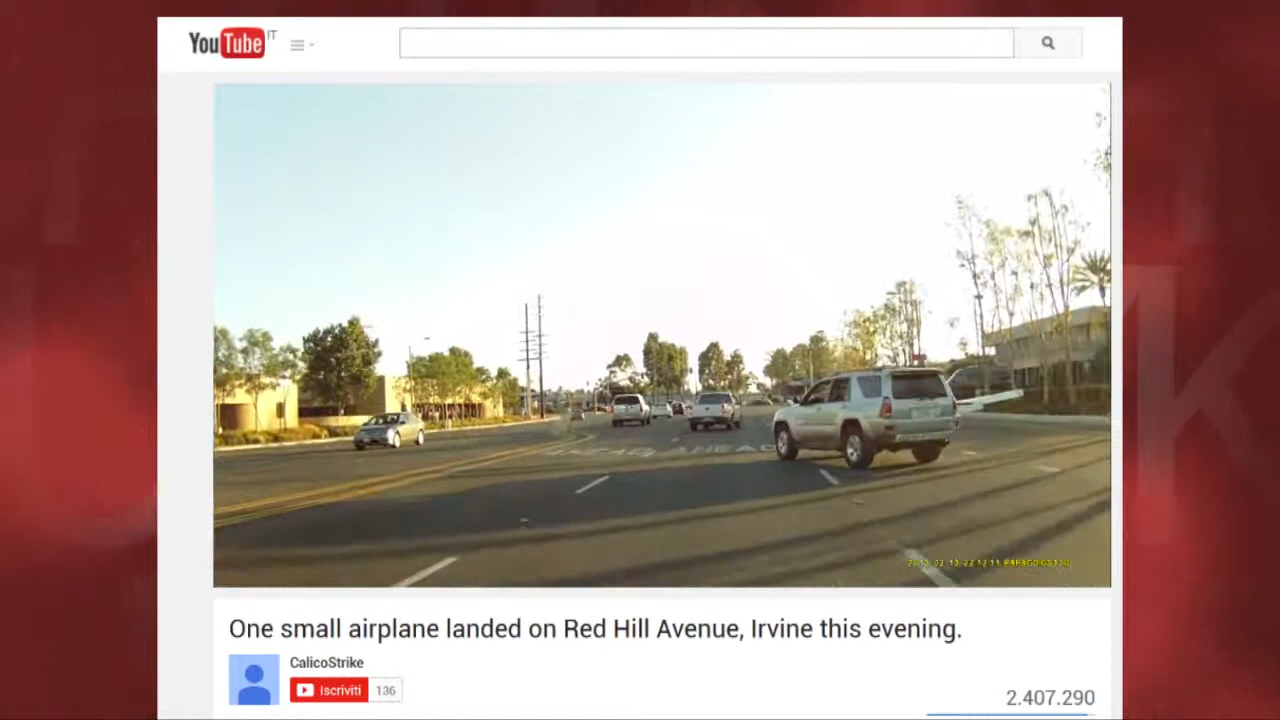 YouTube IT
AHEAD
One small airplane landed on Red Hill Avenue, Irvine this evening.
CalicoStrike
Iscriviti 136
2.407.290